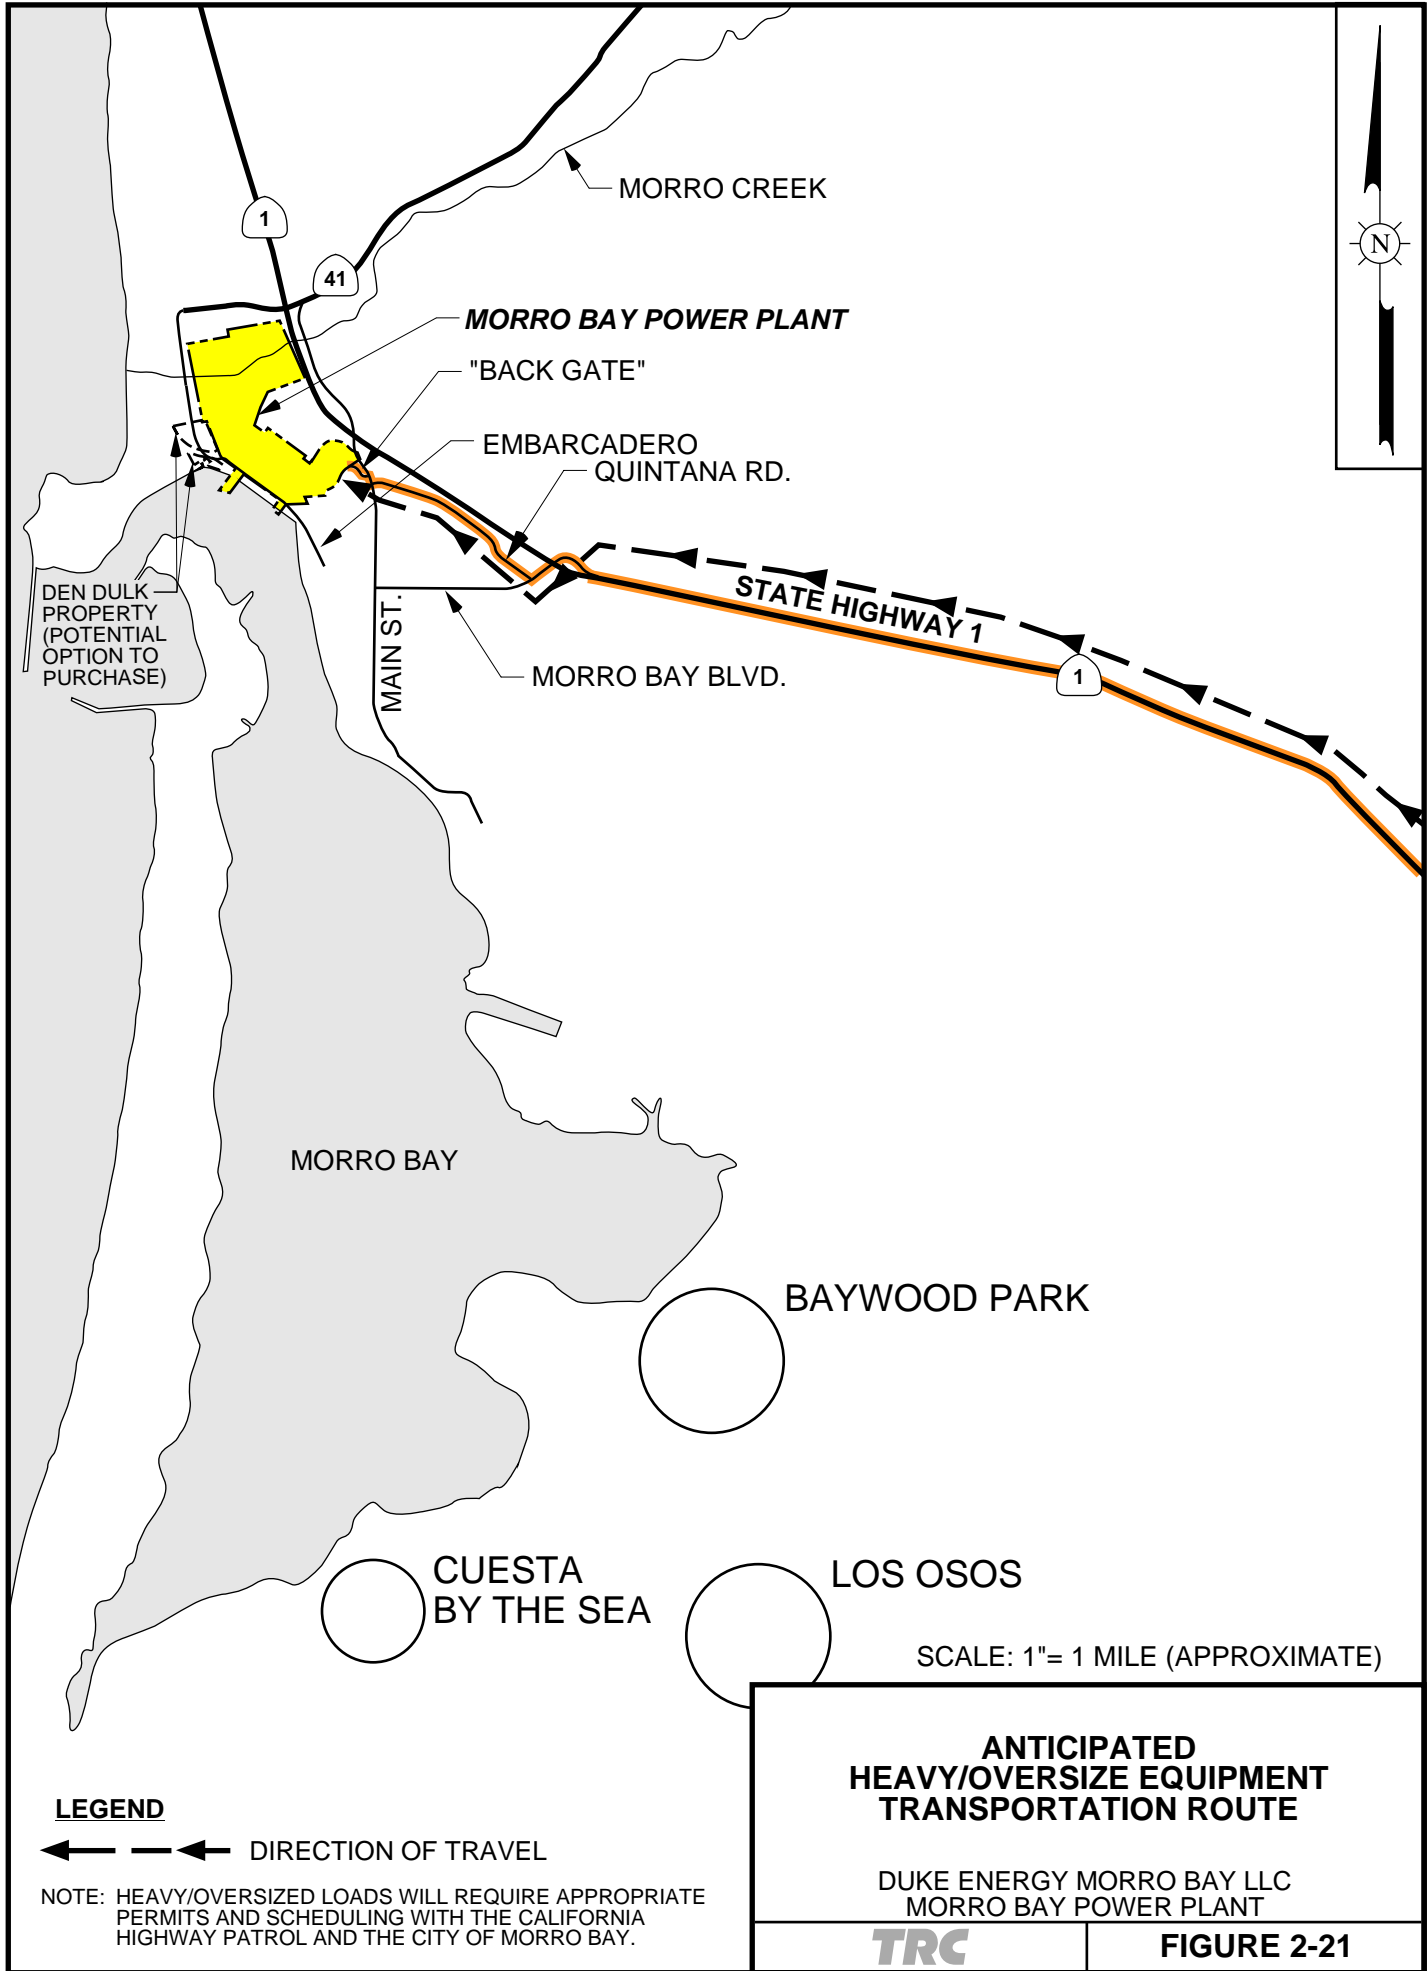 MORRO CREEK
1
N
41
MORRO BAY POWER PLANT
"BACK GATE"
EMBARCADERO
QUINTANA RD.
DEN DULK
PROPERTY
(POTENTIAL
OPTION TO
PURCHASE)
STATE HIGHWAY 1
MAIN ST.
MORRO BAY BLVD.
1
MORRO BAY
BAYWOOD PARK
CUESTA
BY THE SEA
LOS OSOS
SCALE: 1"= 1 MILE (APPROXIMATE)
LEGEND
DIRECTION OF TRAVEL
NOTE: HEAVY/OVERSIZED LOADS WILL REQUIRE APPROPRIATE
PERMITS AND SCHEDULING WITH THE CALIFORNIA
HIGHWAY PATROL AND THE CITY OF MORRO BAY.
ANTICIPATED
HEAVY/OVERSIZE EQUIPMENT
TRANSPORTATION ROUTE
DUKE ENERGY MORRO BAY LLC
MORRO BAY POWER PLANT
TRC
FIGURE 2-21